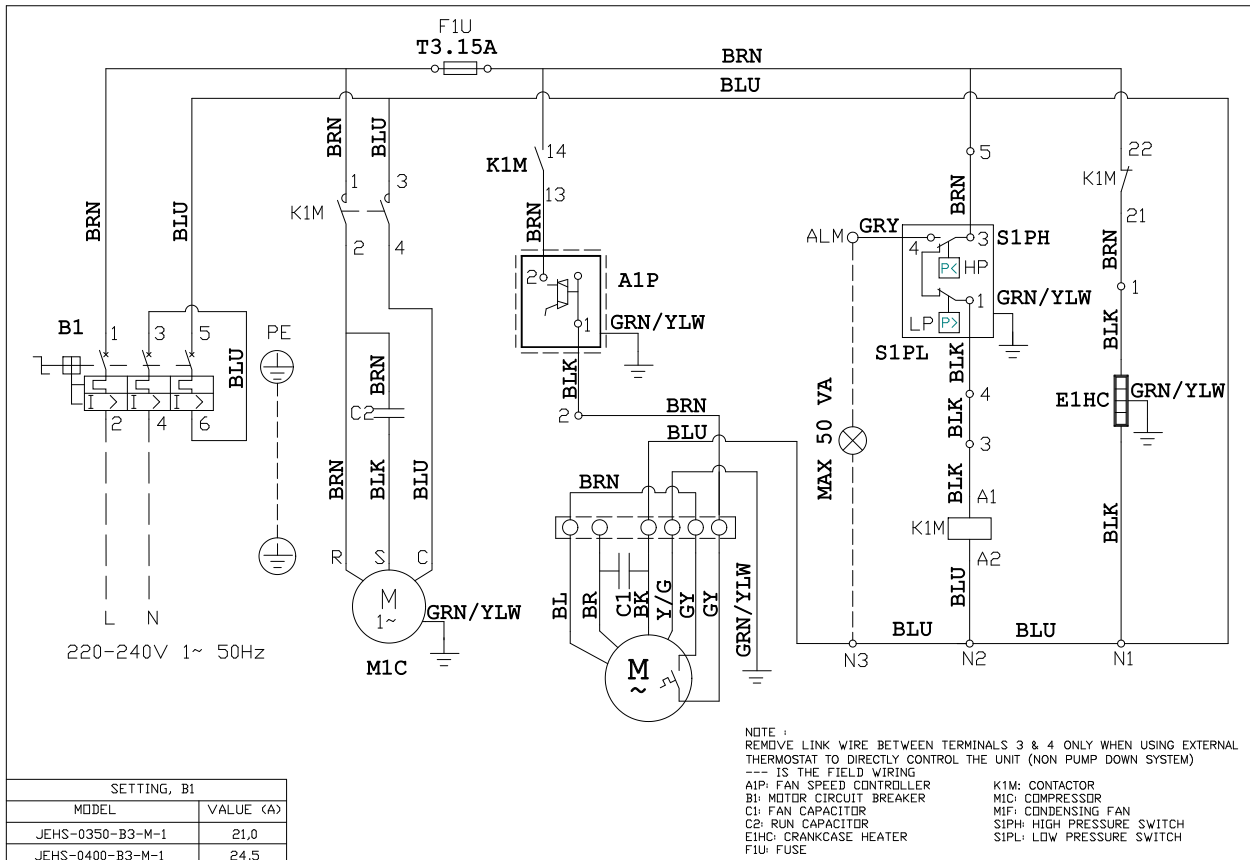 F1U
T3.15A
BRN
BLU
BRN
BLU
BRN
BLU
1
3
K1M
2
4
K1M
14
13
BRN
2
A1P
1
GRN/YLW
BLK
2
5
BRN
ALM
GRY
4
3
S1PH
P<
HP
1
GRN/YLW
LP
P>
S1PL
BLK
4
BLK
3
BLK
A1
K1M
A2
BLU
22
K1M
21
BRN
1
BLK
E1HC
GRN/YLW
BLK
B1
1
3
5
BLU
I >
I >
I >
2
4
6
PE
L
N
220-240V 1~ 50Hz
BRN
C2
BRN
BLK
BLU
R
S
C
M
1~
GRN/YLW
M1C
BRN
BLU
BRN
BL
BR
C1
BK
Y/G
GY
GY
GRN/YLW
M
~
MAX 50 VA
BLU
BLU
N3
N2
N1
NOTE :
REMOVE LINK WIRE BETWEEN TERMINALS 3 & 4 ONLY WHEN USING EXTERNAL
THERMOSTAT TO DIRECTLY CONTROL THE UNIT (NON PUMP DOWN SYSTEM)
--- IS THE FIELD WIRING
A1P: FAN SPEED CONTROLLER
B1: MOTOR CIRCUIT BREAKER
C1: FAN CAPACITOR
C2: RUN CAPACITOR
E1HC: CRANKCASE HEATER
F1U: FUSE
K1M: CONTACTOR
M1C: COMPRESSOR
M1F: CONDENSING FAN
S1PH: HIGH PRESSURE SWITCH
S1PL: LOW PRESSURE SWITCH
SETTING, B1
MODEL VALUE (A)
JEHS-0350-B3-M-1 21,0
JEHS-0400-B3-M-1 24.5